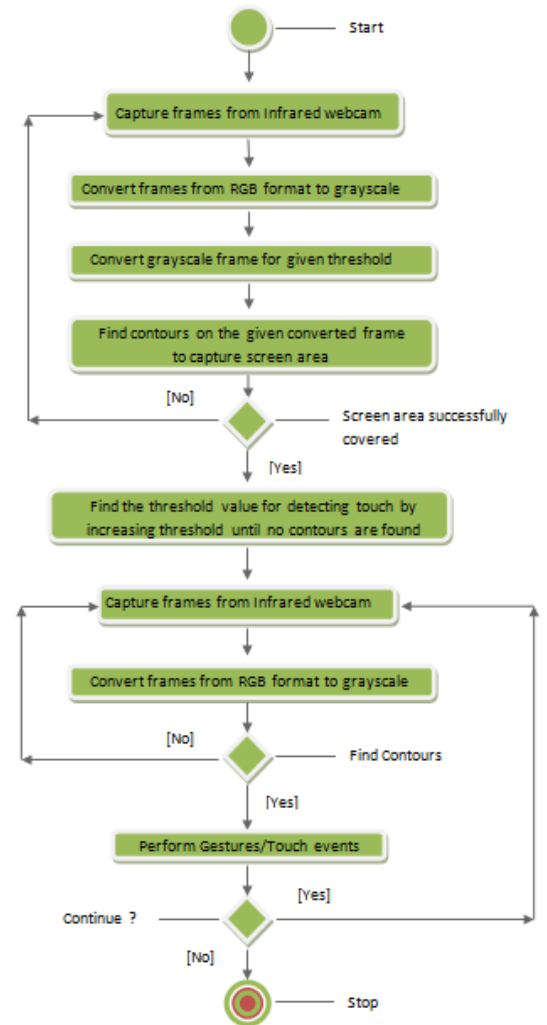 Start
Capture frames from Infrared webcam
Convert frames from RGB format to grayscale
Convert grayscale frame for given threshold
Find contours on the given converted frame
to capture screen area
[No]
Screen area successfully
covered
[Yes]
Find the threshold value for detecting touch by
increasing threshold until no contours are found
Capture frames from Infrared webcam
Convert frames from RGB format to grayscale
[No]
Find Contours
[Yes]
Perform Gestures/Touch events
[Yes]
Continue ?
[No]
Stop